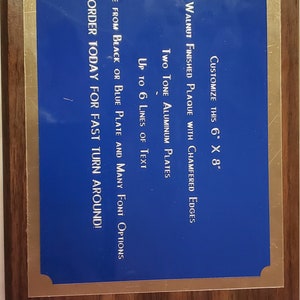 Customize this 6" X 8"
Walnut Finished Plaque with Chamfered Edges
Two Tone Aluminum Plates
Up to 6 Lines of Text
from Black or Blue Plate and Many Font Options
Order Today for Fast Turn Around!